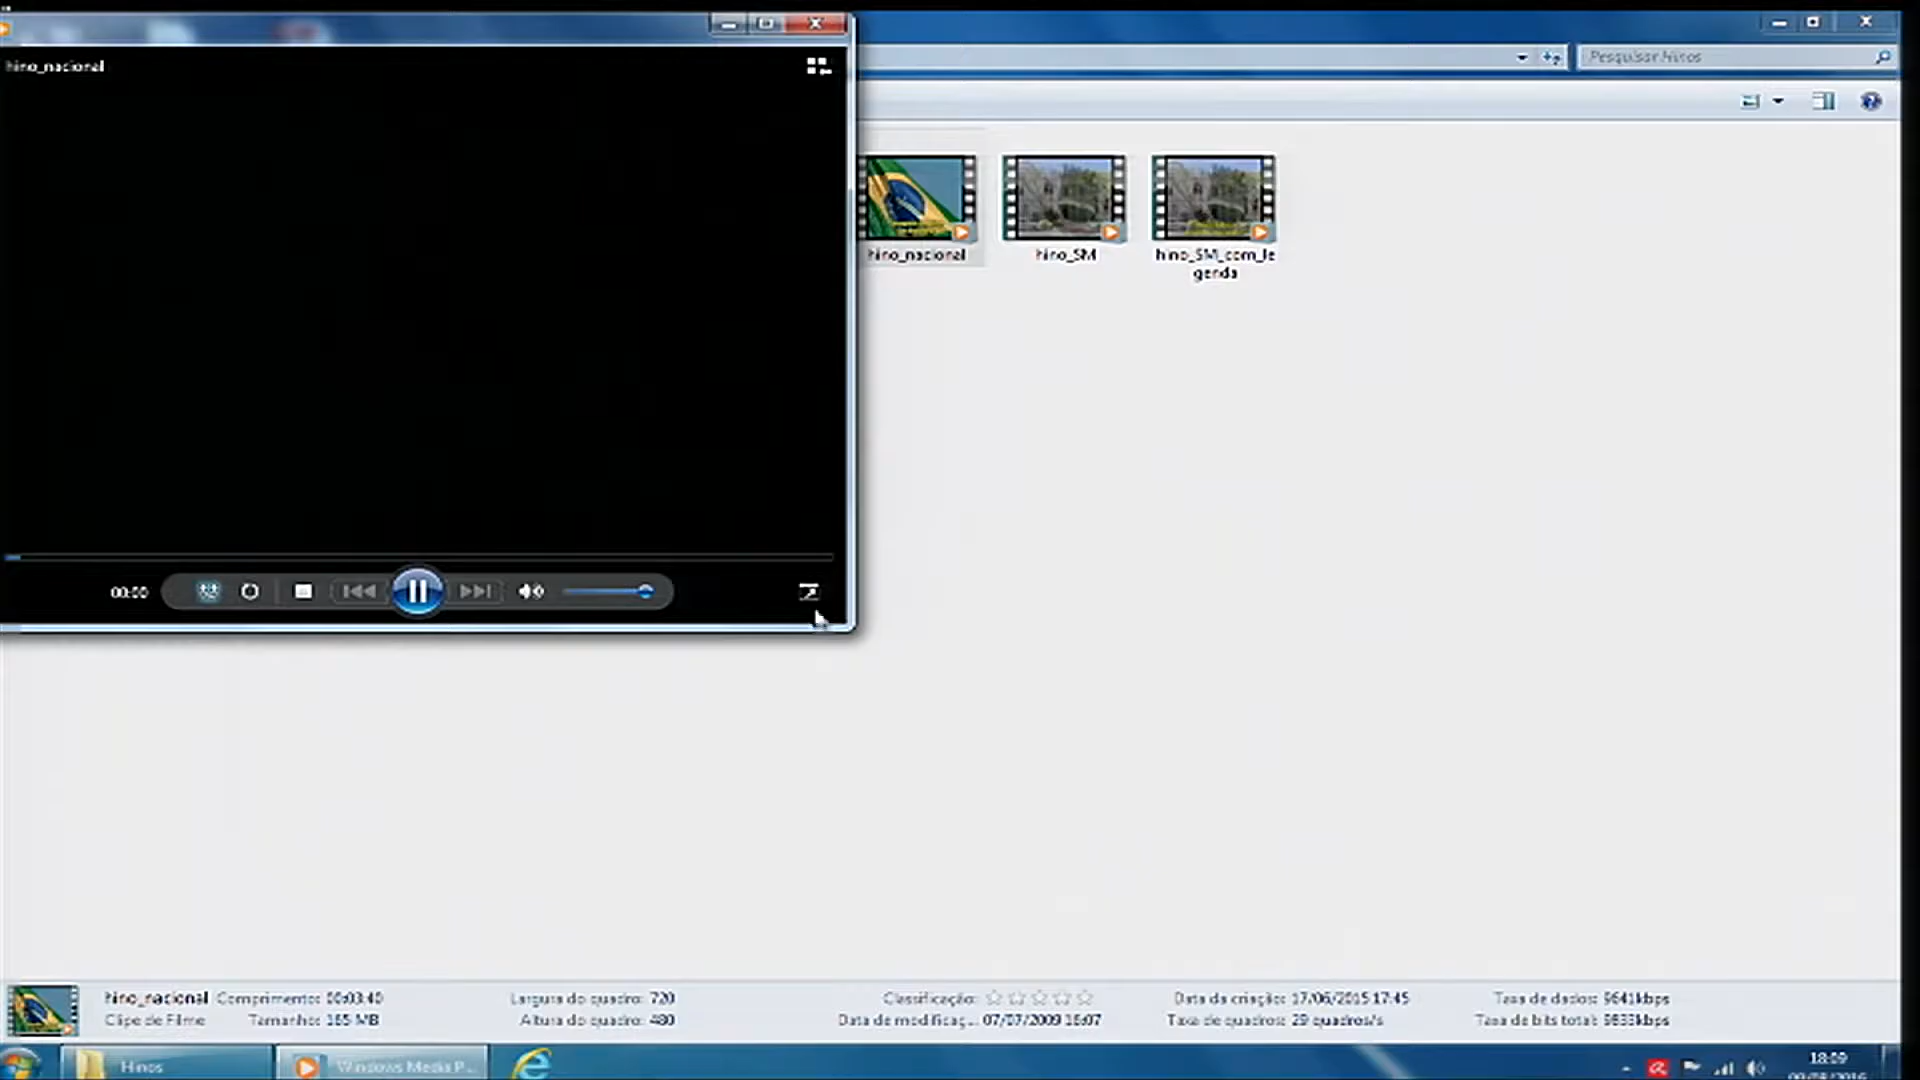 hino_nacional
Pesquisar Hinos
hino_nacional
hino_SM
hino_SM_com_le
genda
00:00
hino_nacional Comprimento: 00:03:40
Largura do quadro: 720
Classificação:
Data da criação: 17/06/2015 17:45
Taxa de dados: 9641kbps
Clipe de Filme Tamanho: 165 MB
Altura do quadro: 480
Data de modificaç... 07/07/2009 16:07
Taxa de quadros: 29 quadros/s
Taxa de bits total: 9833kbps
Hinos
Windows Media P...
18:09